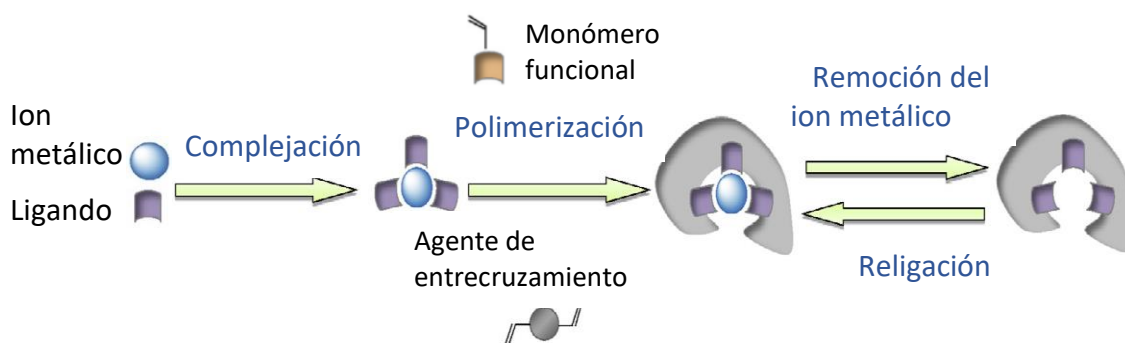 Monómero
funcional
Ion
metálico
Ligando
Complejación
Polimerización
Agente de
entrecruzamiento
Remoción del
ion metálico
Religación